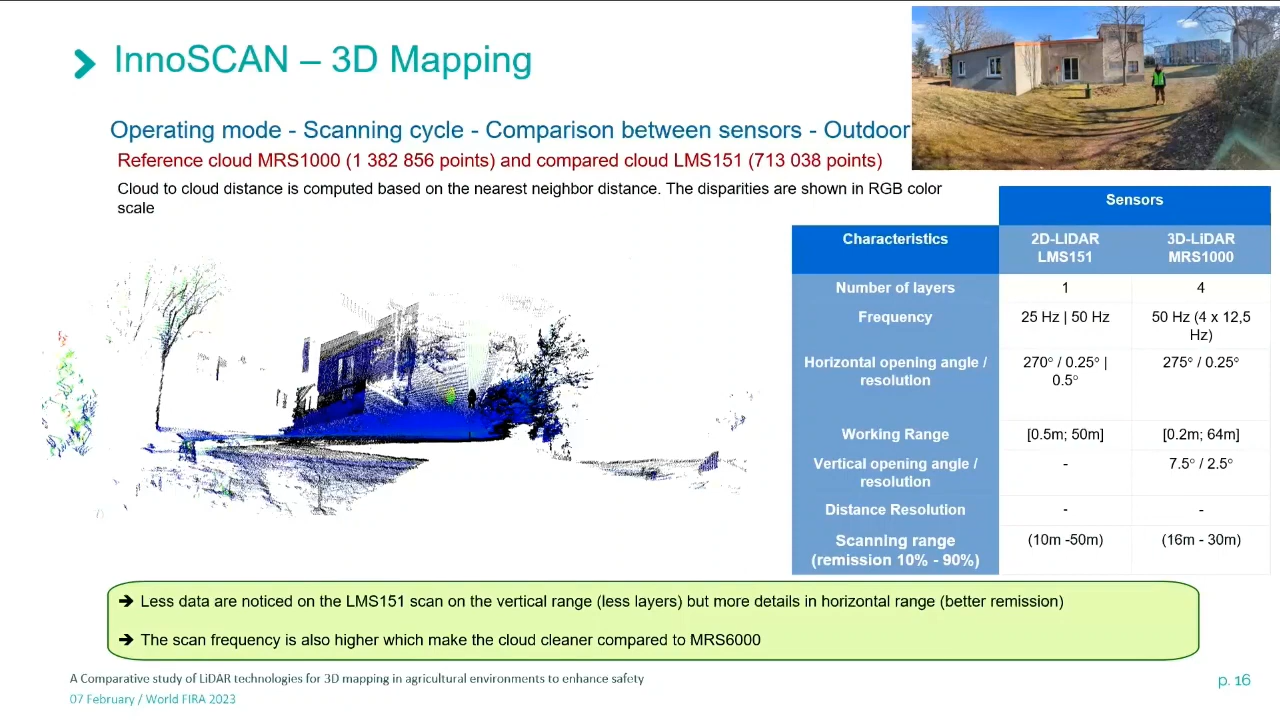 InnoSCAN – 3D Mapping
Operating mode - Scanning cycle - Comparison between sensors - Outdoor
Reference cloud MRS1000 (1 382 856 points) and compared cloud LMS151 (713 038 points)
Cloud to cloud distance is computed based on the nearest neighbor distance. The disparities are shown in RGB color
scale
Sensors
Characteristics
2D-LIDAR
LMS151
3D-LiDAR
MRS1000
Number of layers
1
4
Frequency
25 Hz | 50 Hz
50 Hz (4 x 12,5
Hz)
Horizontal opening angle /
resolution
270° / 0.25° |
0.5°
275° / 0.25°
Working Range
[0.5m; 50m]
[0.2m; 64m]
Vertical opening angle /
resolution
-
7.5° / 2.5°
Distance Resolution
-
-
Scanning range
(remission 10% - 90%)
(10m -50m)
(16m - 30m)
➔ Less data are noticed on the LMS151 scan on the vertical range (less layers) but more details in horizontal range (better remission)
➔ The scan frequency is also higher which make the cloud cleaner compared to MRS6000
A Comparative study of LiDAR technologies for 3D mapping in agricultural environments to enhance safety
07 February / World FIRA 2023
p. 16